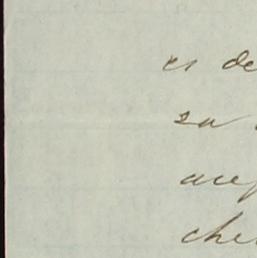 es de
su
acep
che